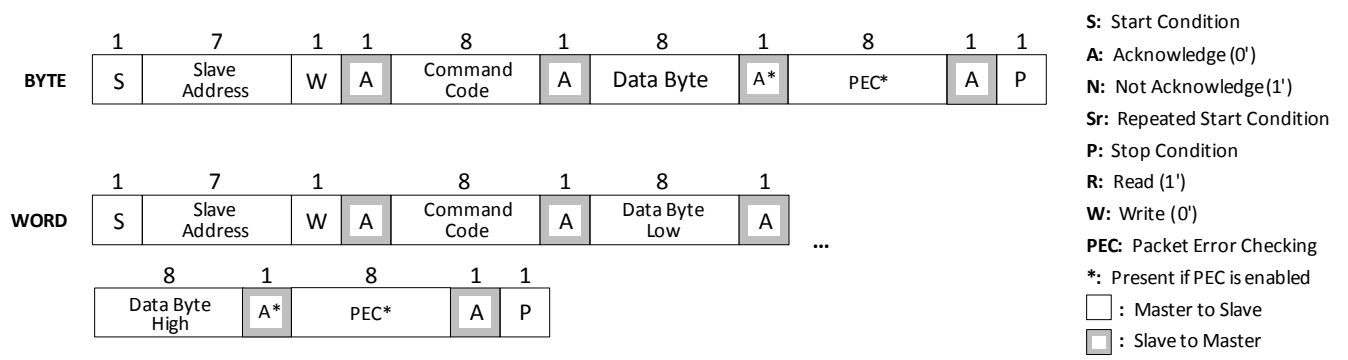 1 7 1 1 8 1 8 1 8 1 1
BYTE S Slave Address W A Command Code A Data Byte A* PEC* A P
1 7 1 8 1 8 1
WORD S Slave Address W A Command Code A Data Byte Low A ...
8 1 8 1 1
Data Byte High A* PEC* A P
S: Start Condition
A: Acknowledge (0')
N: Not Acknowledge (1')
Sr: Repeated Start Condition
P: Stop Condition
R: Read (1')
W: Write (0')
PEC: Packet Error Checking
*: Present if PEC is enabled
: Master to Slave
: Slave to Master